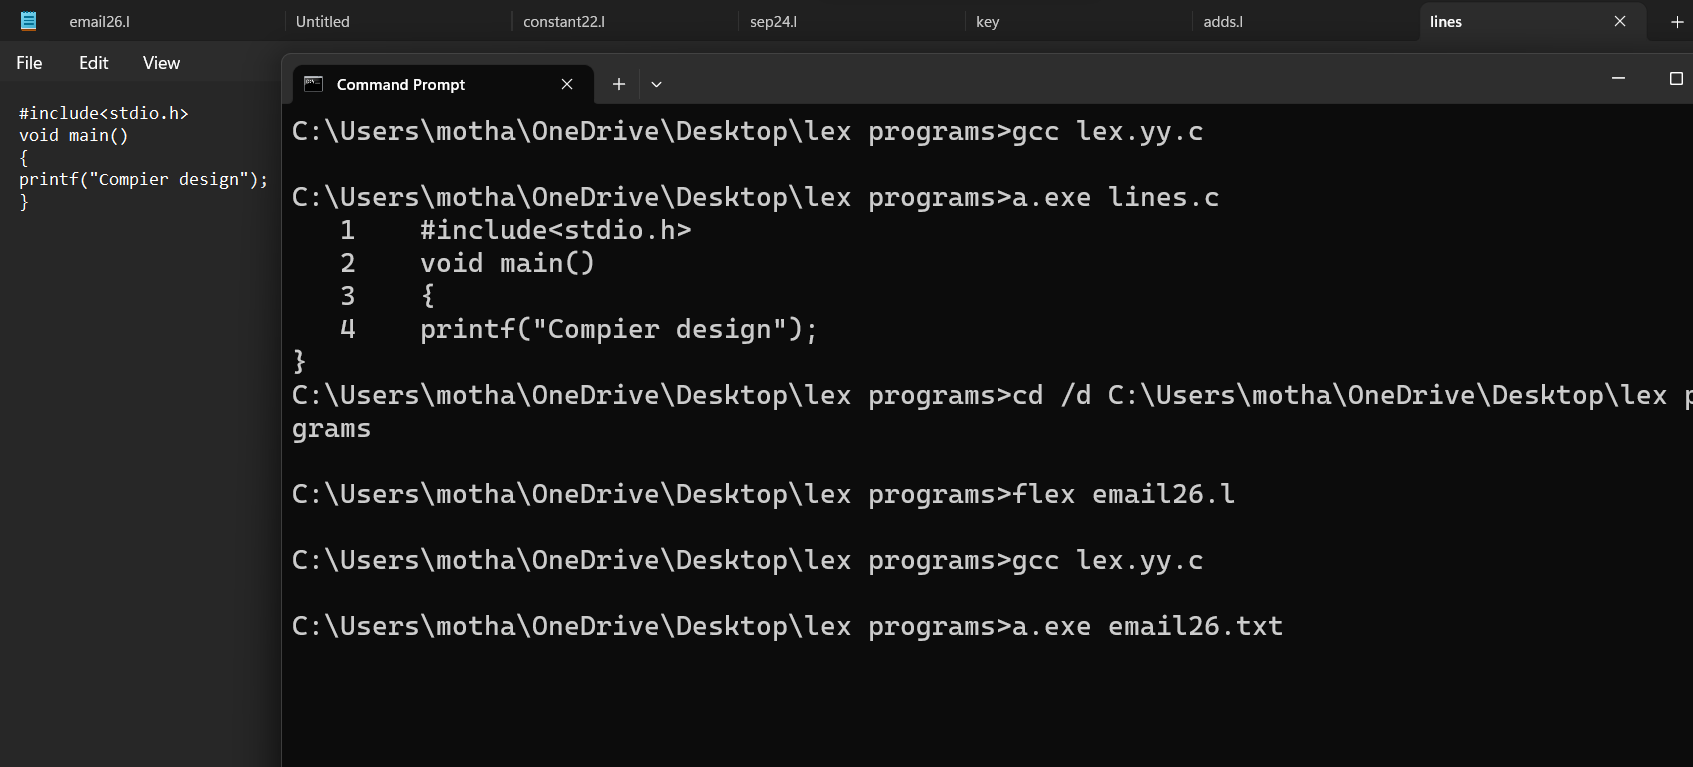 email26.l Untitled constant22.l sep24.l key adds.l lines
File Edit View
#include<stdio.h>
void main()
{
printf("Compier design");
}
Command Prompt
C:\Users\motha\OneDrive\Desktop\lex programs>gcc lex.yy.c
C:\Users\motha\OneDrive\Desktop\lex programs>a.exe lines.c
1 #include<stdio.h>
2 void main()
3 {
4 printf("Compier design");
}
C:\Users\motha\OneDrive\Desktop\lex programs>cd /d C:\Users\motha\OneDrive\Desktop\lex p
grams
C:\Users\motha\OneDrive\Desktop\lex programs>flex email26.l
C:\Users\motha\OneDrive\Desktop\lex programs>gcc lex.yy.c
C:\Users\motha\OneDrive\Desktop\lex programs>a.exe email26.txt